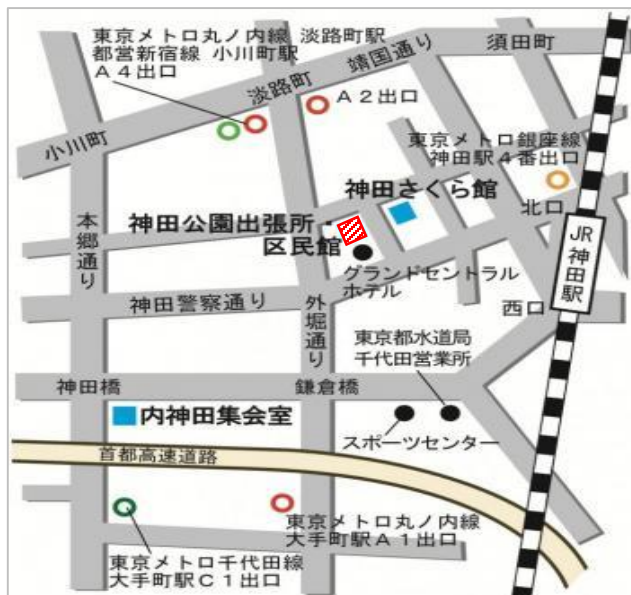 東京メトロ丸ノ内線 淡路町駅
都営新宿線 小川町駅
A4出口
淡路町
靖国通り
須田町
A2出口
小川町
東京メトロ銀座線
神田駅4番出口
神田さくら館
北口
本郷通り
神田公園出張所・
区民館
JR神田駅
グランドセントラル
ホテル
神田警察通り
外堀通り
西口
東京都水道局
千代田営業所
神田橋
鎌倉橋
内神田集会室
スポーツセンター
首都高速道路
東京メトロ丸ノ内線
大手町駅A1出口
東京メトロ千代田線
大手町駅C1出口